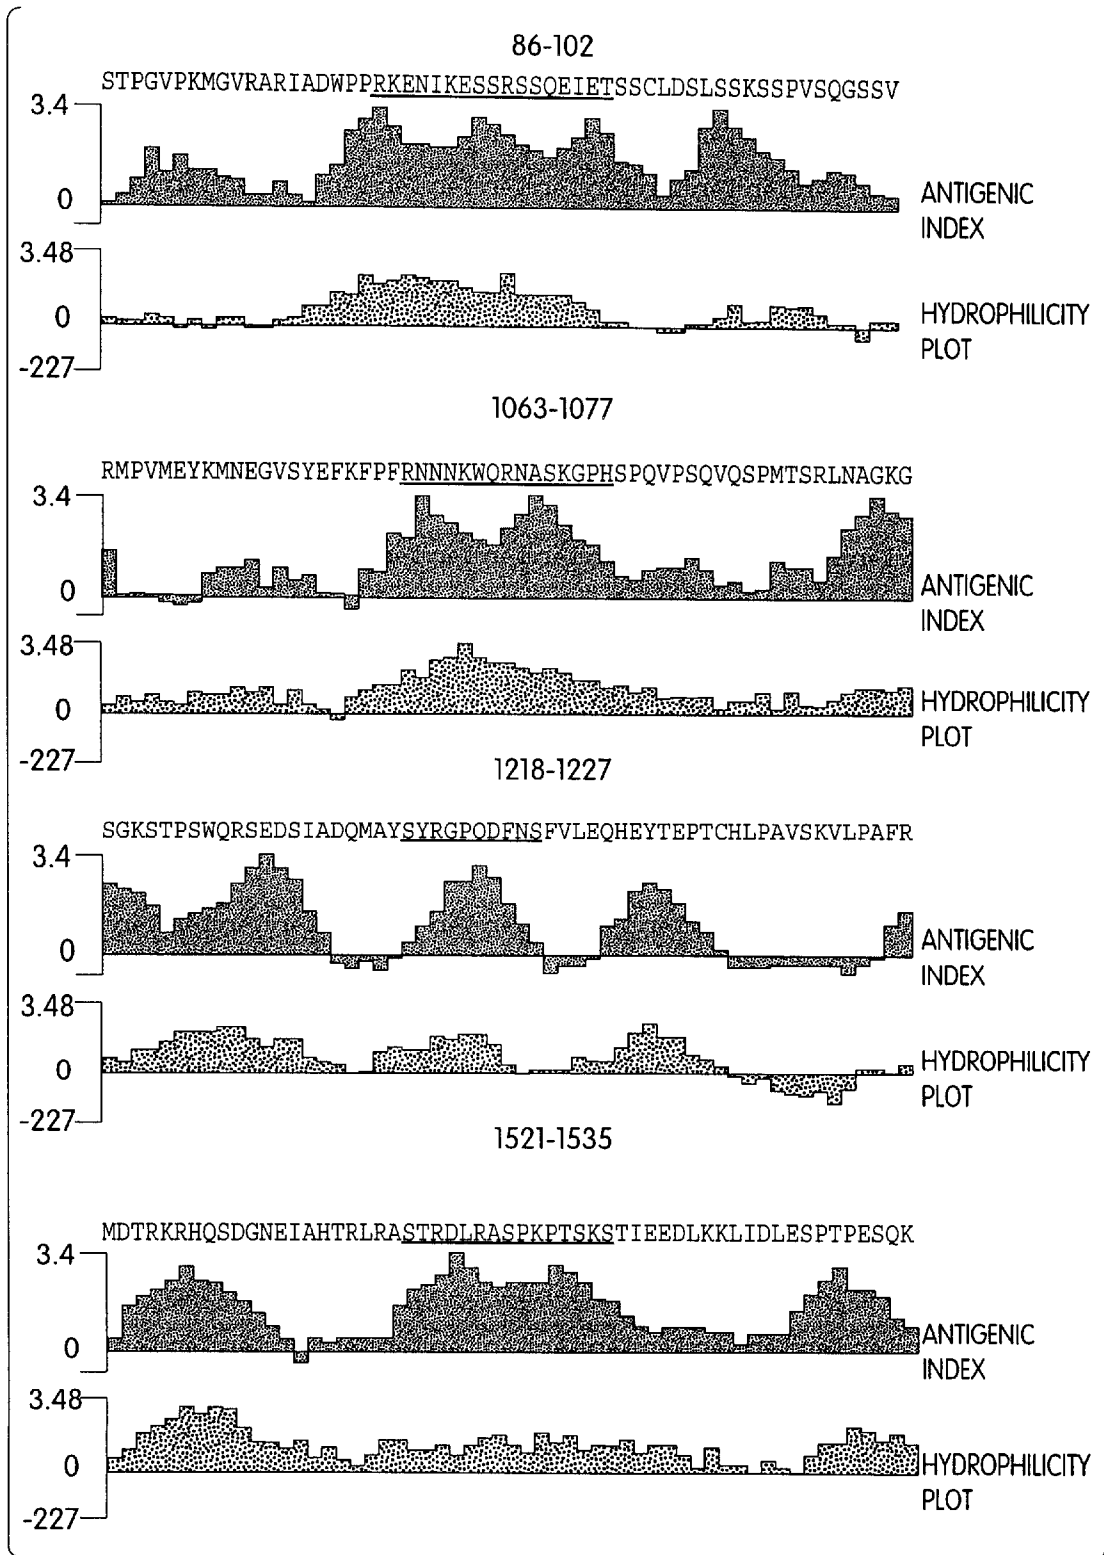 86-102
STPGVPKMGVRARIADWPPRKENIKESSRSSQEIETSSCLDSLSSKSSPVSQGSSV
3.4
0
ANTIGENIC
INDEX
3.48
0
HYDROPHILICITY
PLOT
-227
1063-1077
RMPVMEYKMNEGVSYEFKFPFRNNNKWQRNASKGPHSPQVPSQVQSPMTSRLNAGKG
3.4
0
ANTIGENIC
INDEX
3.48
0
HYDROPHILICITY
PLOT
-227
1218-1227
SGKSTPSWQRSEDSIADQMAYSYRGPQDFNSFVLEQHEYTEPTCHLPAVSKVLPAFR
3.4
0
ANTIGENIC
INDEX
3.48
0
HYDROPHILICITY
PLOT
-227
1521-1535
MDTRKRHQSDGNEIAHTRLRASTRDLRASPKPTSKSTIEEDLKKLIDLESPTPESQK
3.4
0
ANTIGENIC
INDEX
3.48
0
HYDROPHILICITY
PLOT
-227